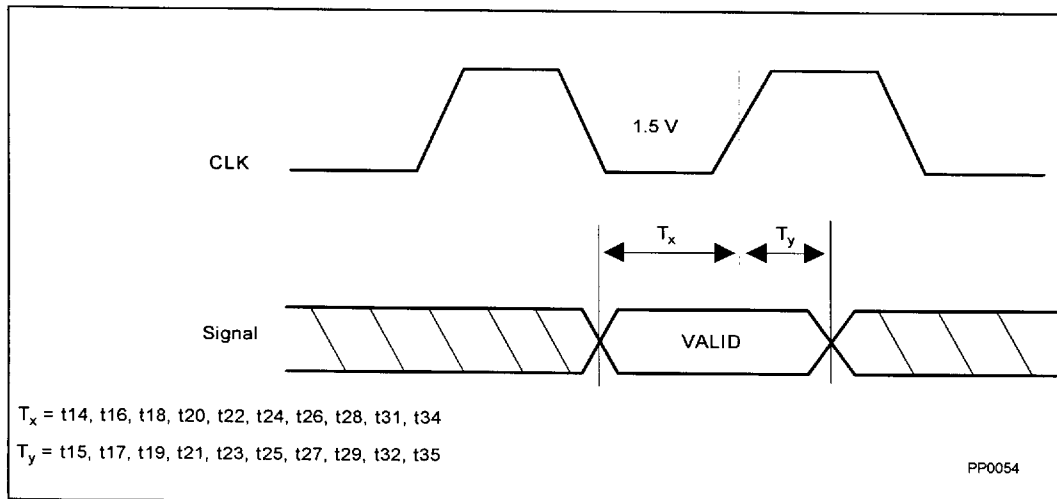 1.5 V
CLK
Tx
Ty
Signal
VALID
Tx = t14, t16, t18, t20, t22, t24, t26, t28, t31, t34
Ty = t15, t17, t19, t21, t23, t25, t27, t29, t32, t35
PP0054